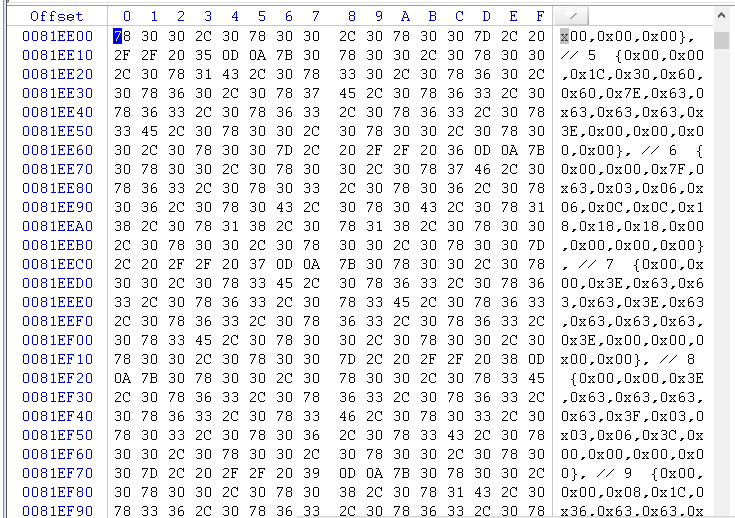 Offset 0 1 2 3 4 5 6 7 8 9 A B C D E F
0081EE00 78 30 30 2C 30 78 30 30 2C 30 78 30 30 7D 2C 20 x00,0x00,0x00},
0081EE10 2F 2F 20 35 0D 0A 7B 30 78 30 30 2C 30 78 30 30 // 5 {0x00,0x00
0081EE20 2C 30 78 31 43 2C 30 78 33 30 2C 30 78 36 30 2C ,0x1C,0x30,0x60,
0081EE30 30 78 36 30 2C 30 78 37 45 2C 30 78 36 33 2C 30 0x60,0x7E,0x63,0
0081EE40 78 36 33 2C 30 78 36 33 2C 30 78 36 33 2C 30 78 x63,0x63,0x63,0x
0081EE50 33 45 2C 30 78 30 30 2C 30 78 30 30 2C 30 78 30 3E,0x00,0x00,0x0
0081EE60 30 2C 30 78 30 30 7D 2C 20 2F 2F 20 36 0D 0A 7B 0,0x00}, // 6 {
0081EE70 30 78 30 30 2C 30 78 30 30 2C 30 78 37 46 2C 30 0x00,0x00,0x7F,0
0081EE80 78 36 33 2C 30 78 30 33 2C 30 78 30 36 2C 30 78 x63,0x03,0x06,0x
0081EE90 30 36 2C 30 78 30 43 2C 30 78 30 43 2C 30 78 31 06,0x0C,0x0C,0x1
0081EEA0 38 2C 30 78 31 38 2C 30 78 31 38 2C 30 78 30 30 8,0x18,0x18,0x00
0081EEB0 2C 30 78 30 30 2C 30 78 30 30 2C 30 78 30 30 7D ,0x00,0x00,0x00}
0081EEC0 2C 20 2F 2F 20 37 0D 0A 7B 30 78 30 30 2C 30 78 , // 7 {0x00,0x
0081EED0 30 30 2C 30 78 33 45 2C 30 78 36 33 2C 30 78 36 00,0x3E,0x63,0x6
0081EEE0 33 2C 30 78 36 33 2C 30 78 33 45 2C 30 78 36 33 3,0x63,0x3E,0x63
0081EEF0 2C 30 78 36 33 2C 30 78 36 33 2C 30 78 36 33 2C ,0x63,0x63,0x63,
0081EF00 30 78 33 45 2C 30 78 30 30 2C 30 78 30 30 2C 30 0x3E,0x00,0x00,0
0081EF10 78 30 30 2C 30 78 30 30 7D 2C 20 2F 2F 20 38 0D x00,0x00}, // 8
0081EF20 0A 7B 30 78 30 30 2C 30 78 30 30 2C 30 78 33 45 {0x00,0x00,0x3E
0081EF30 2C 30 78 36 33 2C 30 78 36 33 2C 30 78 36 33 2C ,0x63,0x63,0x63,
0081EF40 30 78 36 33 2C 30 78 33 46 2C 30 78 30 33 2C 30 0x63,0x3F,0x03,0
0081EF50 78 30 33 2C 30 78 30 36 2C 30 78 33 43 2C 30 78 x03,0x06,0x3C,0x
0081EF60 30 30 2C 30 78 30 30 2C 30 78 30 30 2C 30 78 30 00,0x00,0x00,0x0
0081EF70 30 7D 2C 20 2F 2F 20 39 0D 0A 7B 30 78 30 30 2C 0}, // 9 {0x00,
0081EF80 30 78 30 30 2C 30 78 30 38 2C 30 78 31 43 2C 30 0x00,0x08,0x1C,0
0081EF90 78 33 36 2C 30 78 36 33 2C 30 78 36 33 2C 30 78 x36,0x63,0x63,0x